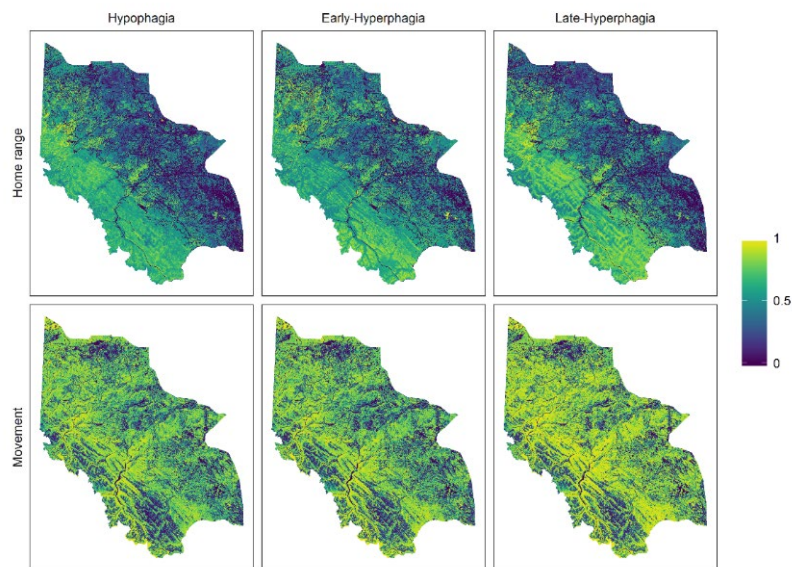 Hypophagia
Early-Hyperphagia
Late-Hyperphagia
Home range
1
0.5
0
Movement